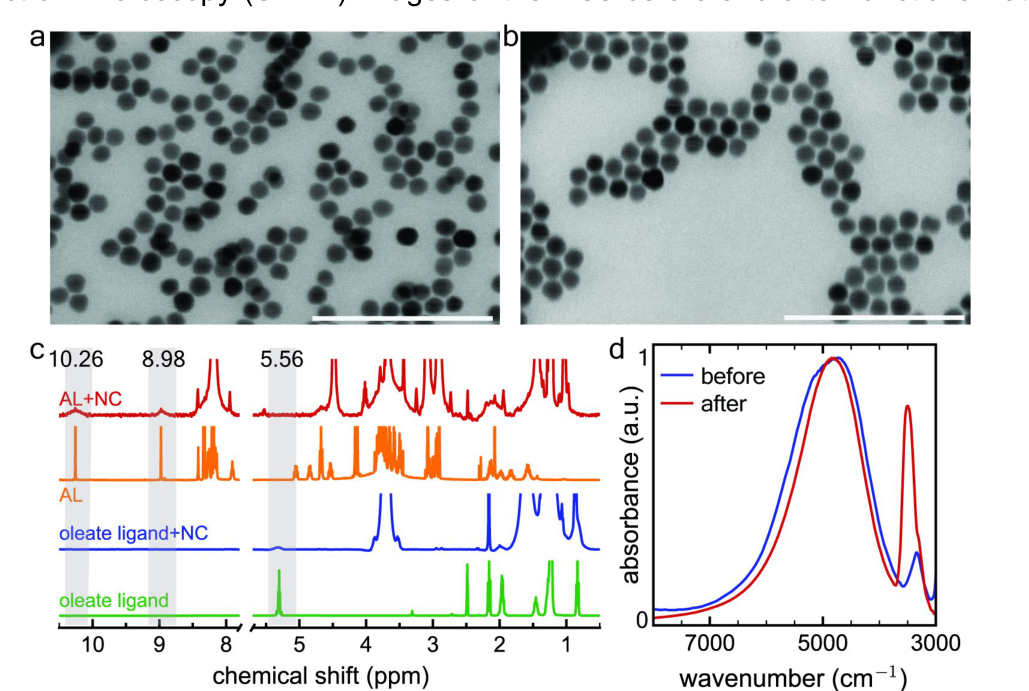 a
b
c
10.26 8.98 5.56
AL+NC
AL
oleate ligand+NC
oleate ligand
10 9 8 5 4 3 2 1
chemical shift (ppm)
d
1
before
after
absorbance (a.u.)
0
7000 5000 3000
wavenumber (cm⁻¹)